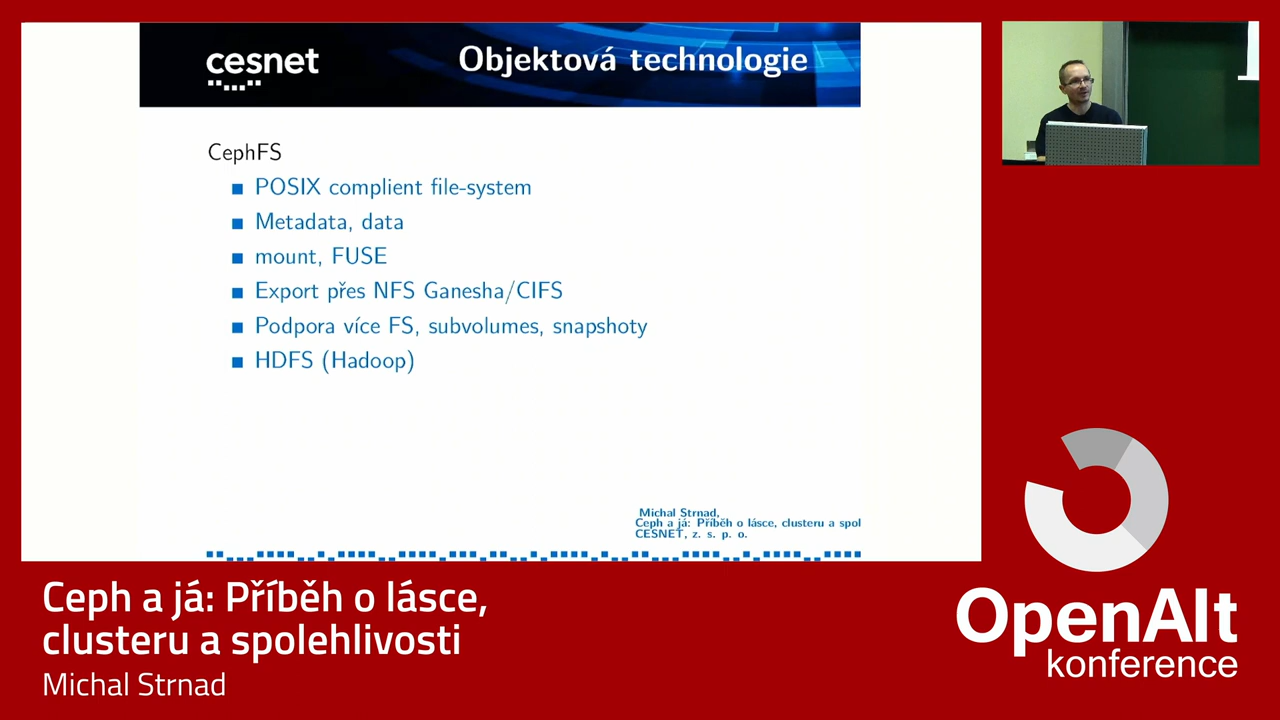 cesnet
Objektová technologie
CephFS
POSIX complient file-system
Metadata, data
mount, FUSE
Export přes NFS Ganesha/CIFS
Podpora více FS, subvolumes, snapshoty
HDFS (Hadoop)
Michal Strnad,
Ceph a já: Příběh o lásce, clusteru a spol
CESNET, z. s. p. o.
Ceph a já: Příběh o lásce,
clusteru a spolehlivosti
Michal Strnad
OpenAlt
konference